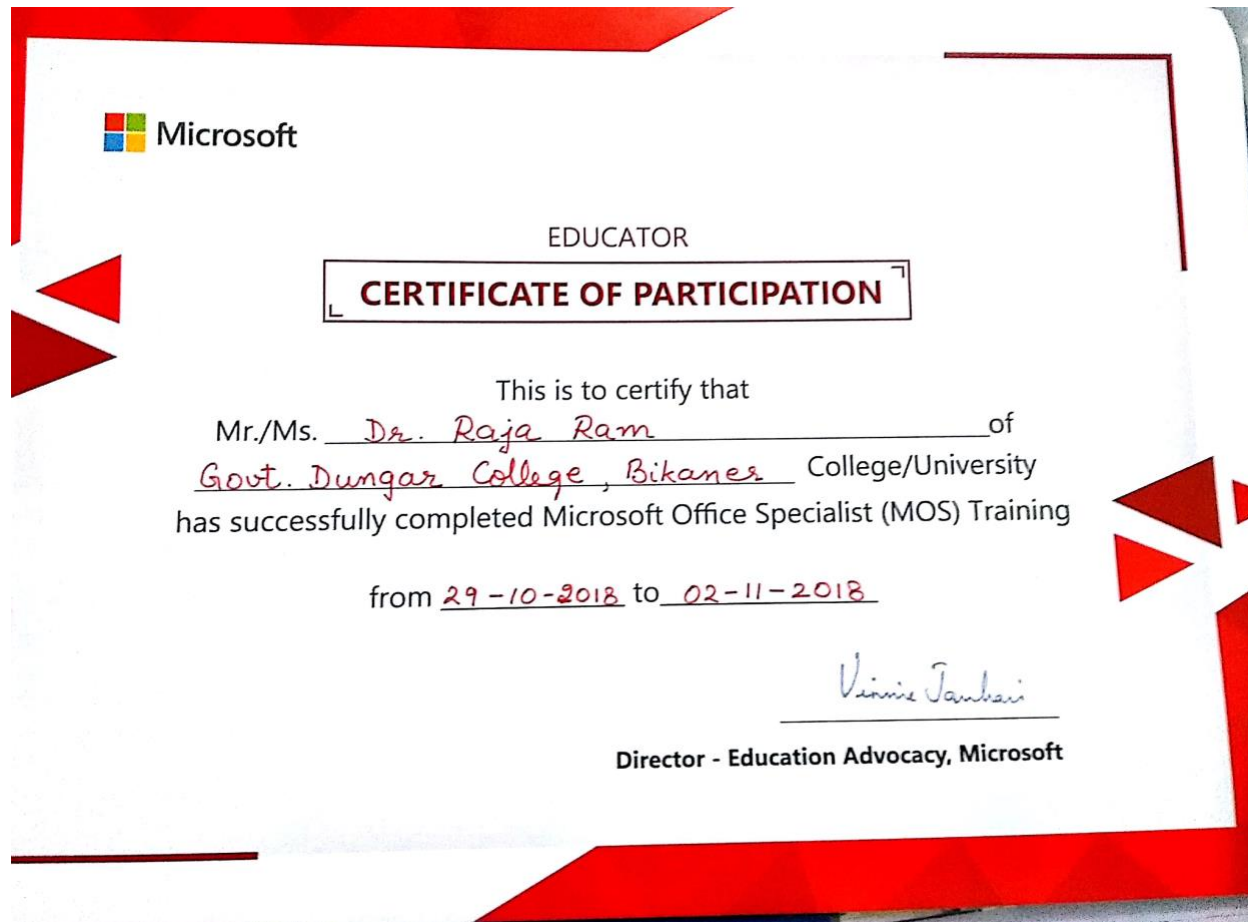 Microsoft
EDUCATOR
CERTIFICATE OF PARTICIPATION
This is to certify that
Mr./Ms. Dr. Raja Ram of
Govt. Dungar College, Bikaner College/University
has successfully completed Microsoft Office Specialist (MOS) Training
from 29-10-2018 to 02-11-2018
Vinnie Jauhari
Director - Education Advocacy, Microsoft